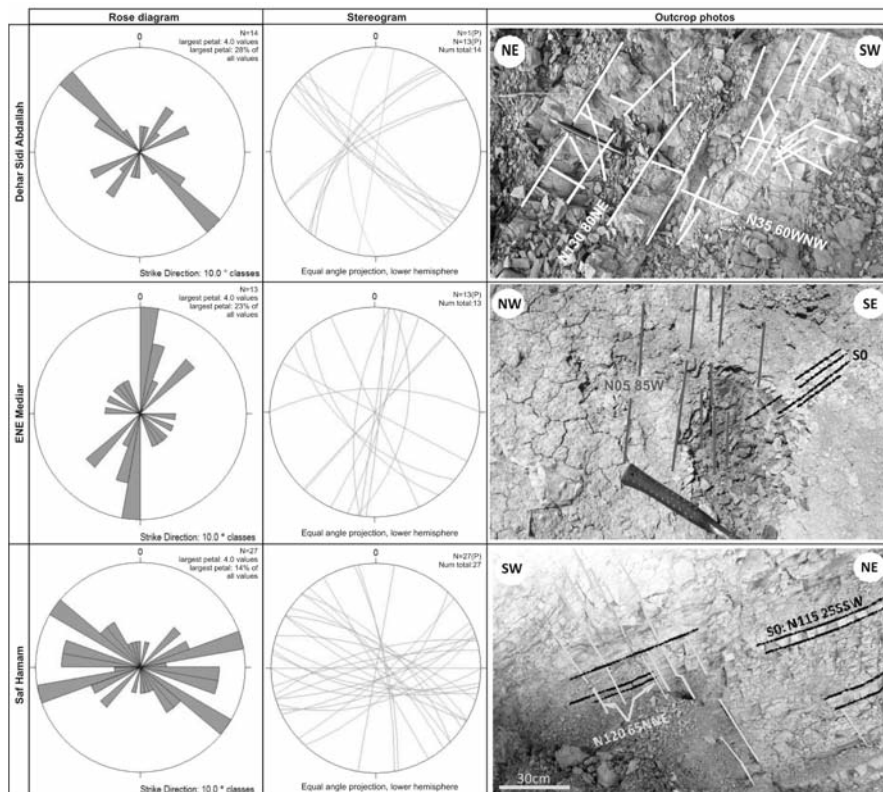 Rose diagram
Stereogram
Outcrop photos
Dehar Sidi Abdallah
0
N=14
largest petal: 4.0 values
largest petal: 28% of
all values
Strike Direction: 10.0 ° classes
0
N=1(P)
N=13(P)
Num total:14
Equal angle projection, lower hemisphere
NE
SW
N130 80NE
N35 60WNW
ENE Mediar
0
N=13
largest petal: 4.0 values
largest petal: 23% of
all values
Strike Direction: 10.0 ° classes
0
N=13(P)
Num total:13
Equal angle projection, lower hemisphere
NW
SE
S0
N05 85W
Saf Hamam
0
N=27
largest petal: 4.0 values
largest petal: 14% of
all values
Strike Direction: 10.0 ° classes
0
N=27(P)
Num total:27
Equal angle projection, lower hemisphere
SW
NE
S0: N115 25SSW
N120 65NNE
30cm